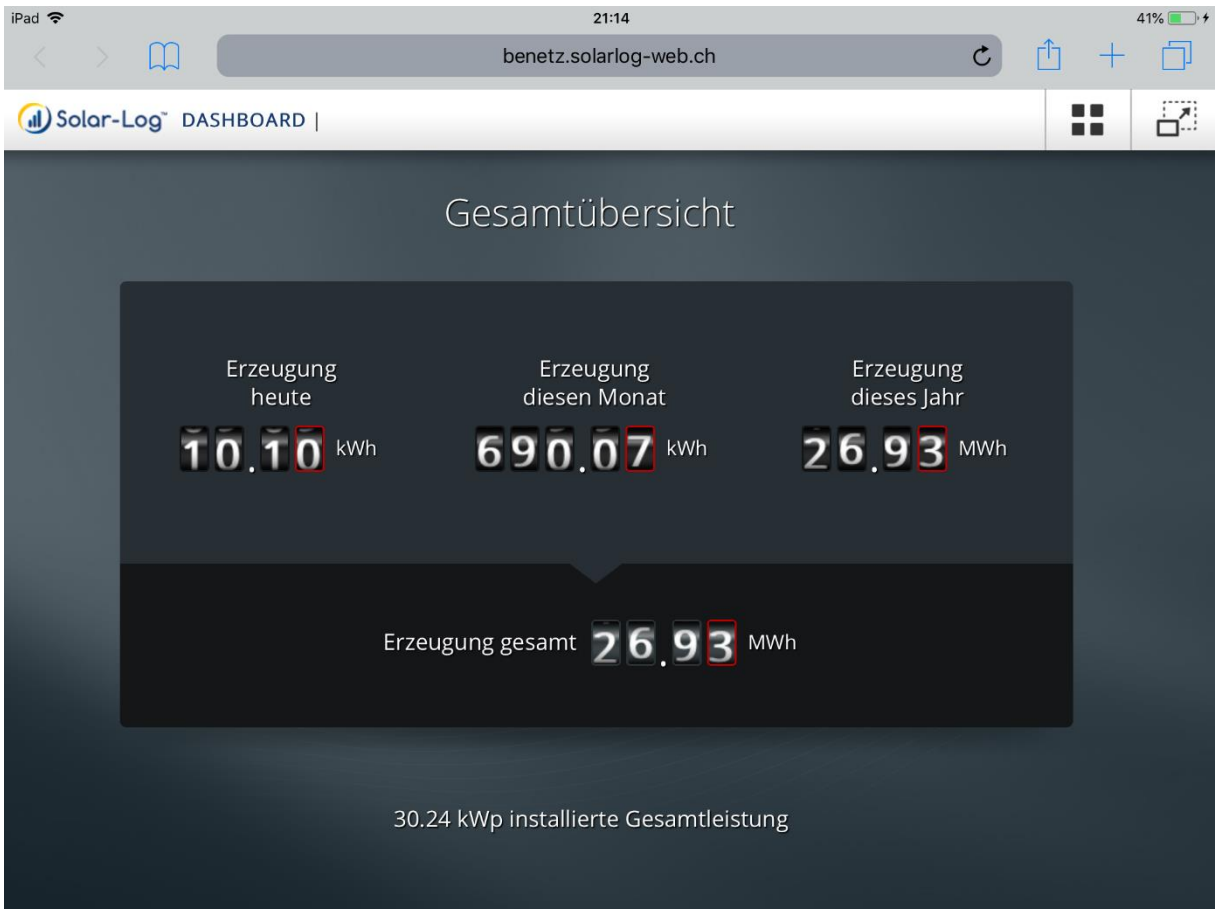 iPad 21:14 41%
benetz.solarlog-web.ch
Solar-Log™ DASHBOARD |
Gesamtübersicht
Erzeugung
heute
10.10 kWh
Erzeugung
diesen Monat
690.07 kWh
Erzeugung
dieses Jahr
26.93 MWh
Erzeugung gesamt 26.93 MWh
30.24 kWp installierte Gesamtleistung